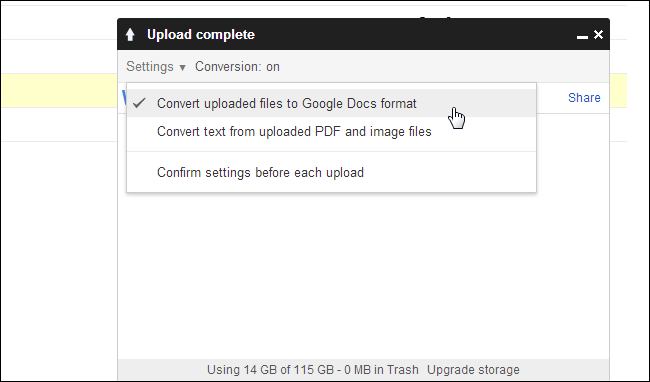 Upload complete
Settings Conversion: on
Convert uploaded files to Google Docs format
Share
Convert text from uploaded PDF and image files
Confirm settings before each upload
Using 14 GB of 115 GB - 0 MB in Trash Upgrade storage